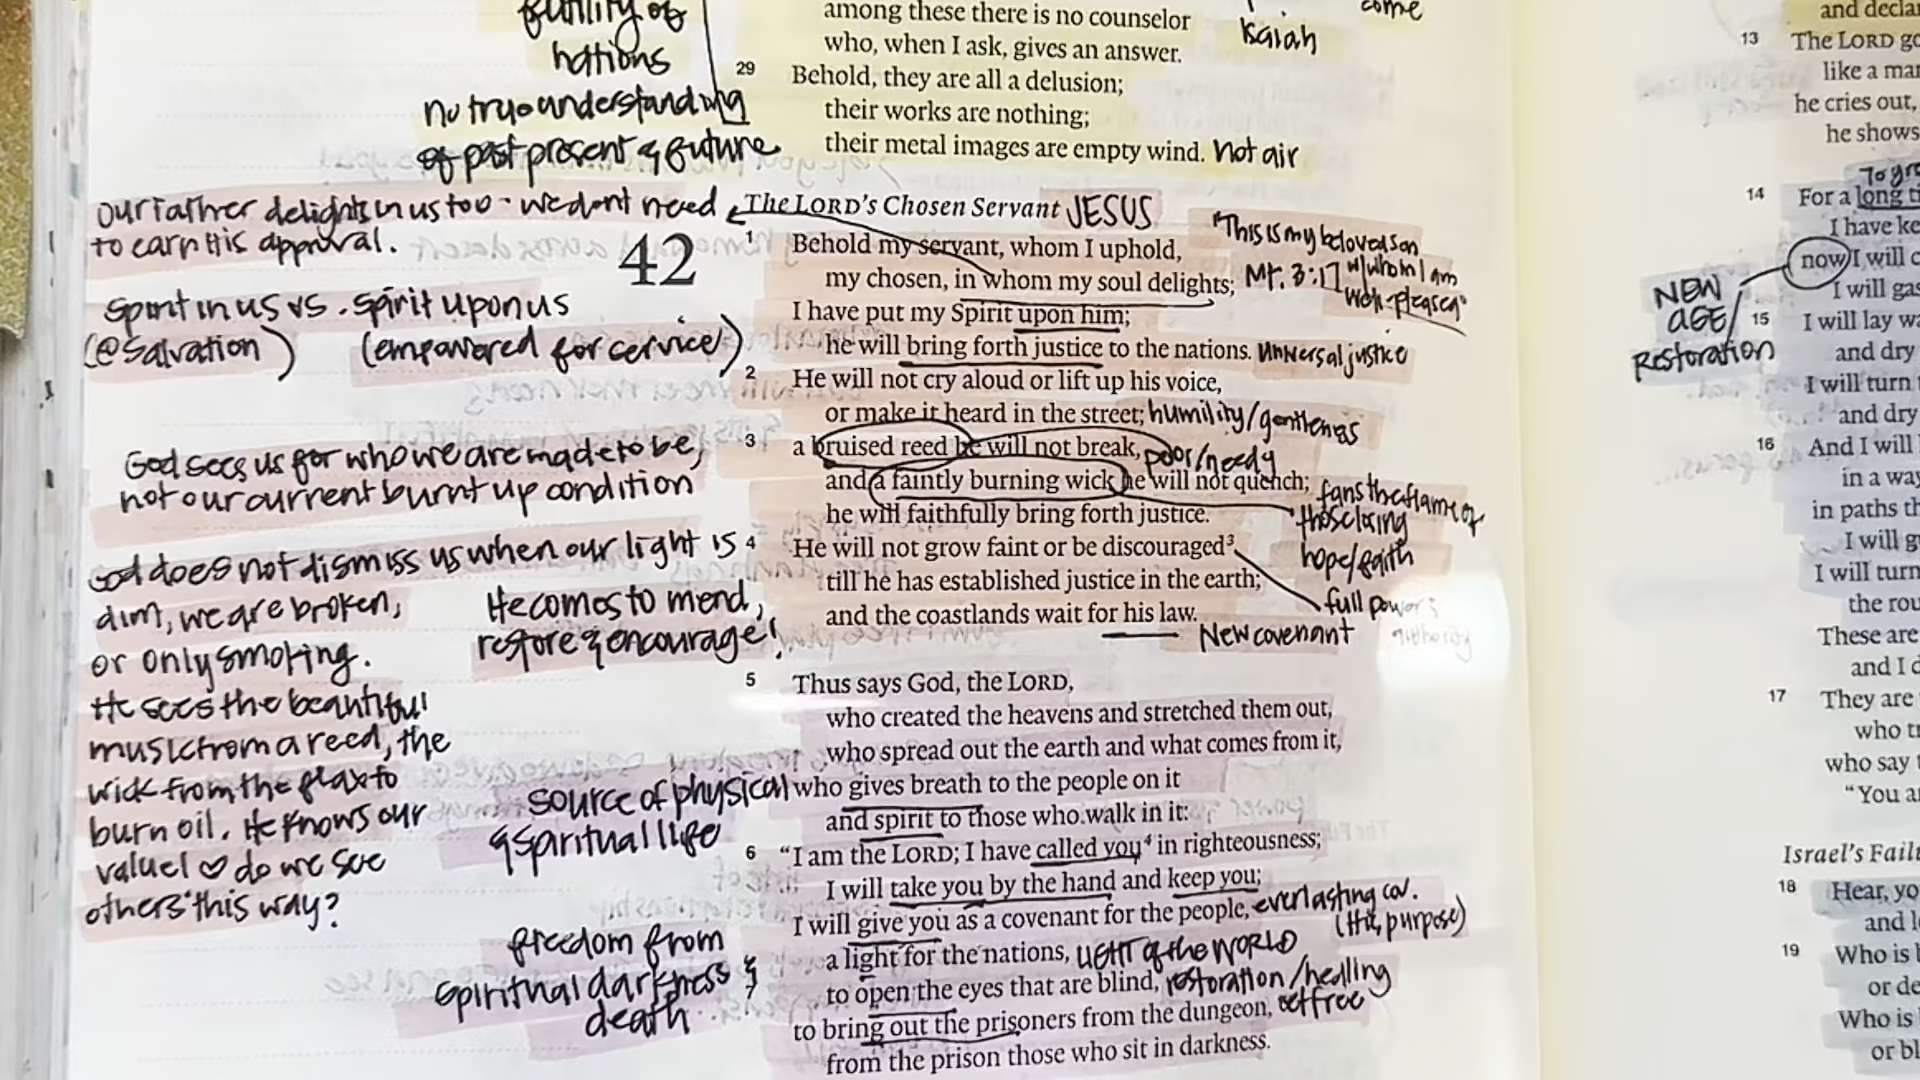 futility of
nations
no true understanding
of past present & future
our Father delights in us too - we dont need
to earn His approval.
Spirit in us vs. Spirit upon us
(@ salvation) (empowered for service)
God sees us for who we are made to be,
not our current burnt up condition
God does not dismiss us when our light is
dim, we are broken,
or only smoking.
He sees the beautiful
music from a reed, the
wick from the flax to
burn oil. He knows our
value! ♡ do we see
others this way?
He comes to mend,
restore & encourage!
source of physical
& spiritual life
freedom from
spiritual darkness &
death
among these there is no counselor
who, when I ask, gives an answer.
Isaiah
come
29 Behold, they are all a delusion;
their works are nothing;
their metal images are empty wind. hot air
The LORD's Chosen Servant JESUS
42
1 Behold my servant, whom I uphold,
my chosen, in whom my soul delights;
"This is my beloved son
Mt. 3:17 w/ whom I am
well-pleased"
I have put my Spirit upon him;
he will bring forth justice to the nations. universal justice
2 He will not cry aloud or lift up his voice,
or make it heard in the street; humility/gentleness
3 a bruised reed he will not break, poor/needy
and a faintly burning wick he will not quench; fans the flame of
he will faithfully bring forth justice. those losing
hope/faith
4 He will not grow faint or be discouraged3
till he has established justice in the earth;
full power &
authority
and the coastlands wait for his law. New covenant
5 Thus says God, the LORD,
who created the heavens and stretched them out,
who spread out the earth and what comes from it,
who gives breath to the people on it
and spirit to those who walk in it:
6 "I am the LORD; I have called you4 in righteousness;
I will take you by the hand and keep you;
I will give you as a covenant for the people, everlasting cov.
(His purpose)
a light for the nations, LIGHT of the WORLD
7 to open the eyes that are blind, restoration/healing
to bring out the prisoners from the dungeon, set free
from the prison those who sit in darkness.
and
13 The LORD
like a
he cries out,
he shows
14 For a long
I have
now I will
I will
NEW
AGE/
Restoration
15 I will lay
and dry
I will turn
and dry
16 And I will
in a
in paths
I will
I will turn
the
These are
and I
17 They are
who
who say
"You
Israel's
18 Hear,
and
19 Who is
or
Who is
or